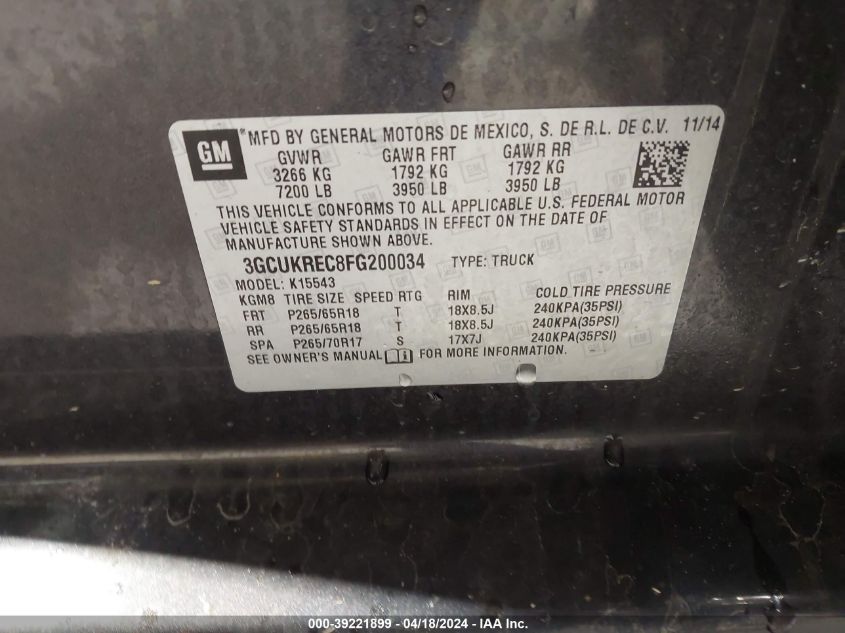 GM
*MFD BY GENERAL MOTORS DE MEXICO, S. DE R.L. DE C.V. 11/14
GVWR GAWR FRT GAWR RR
3266 KG 1792 KG 1792 KG
7200 LB 3950 LB 3950 LB
THIS VEHICLE CONFORMS TO ALL APPLICABLE U.S. FEDERAL MOTOR
VEHICLE SAFETY STANDARDS IN EFFECT ON THE DATE OF
MANUFACTURE SHOWN ABOVE.
3GCUKREC8FG200034 TYPE: TRUCK
MODEL: K15543
KGM8 TIRE SIZE SPEED RTG RIM COLD TIRE PRESSURE
FRT P265/65R18 T 18X8.5J 240KPA(35PSI)
RR P265/65R18 T 18X8.5J 240KPA(35PSI)
SPA P265/70R17 S 17X7J 240KPA(35PSI)
SEE OWNER'S MANUAL FOR MORE INFORMATION.
000-39221899 - 04/18/2024 - IAA Inc.